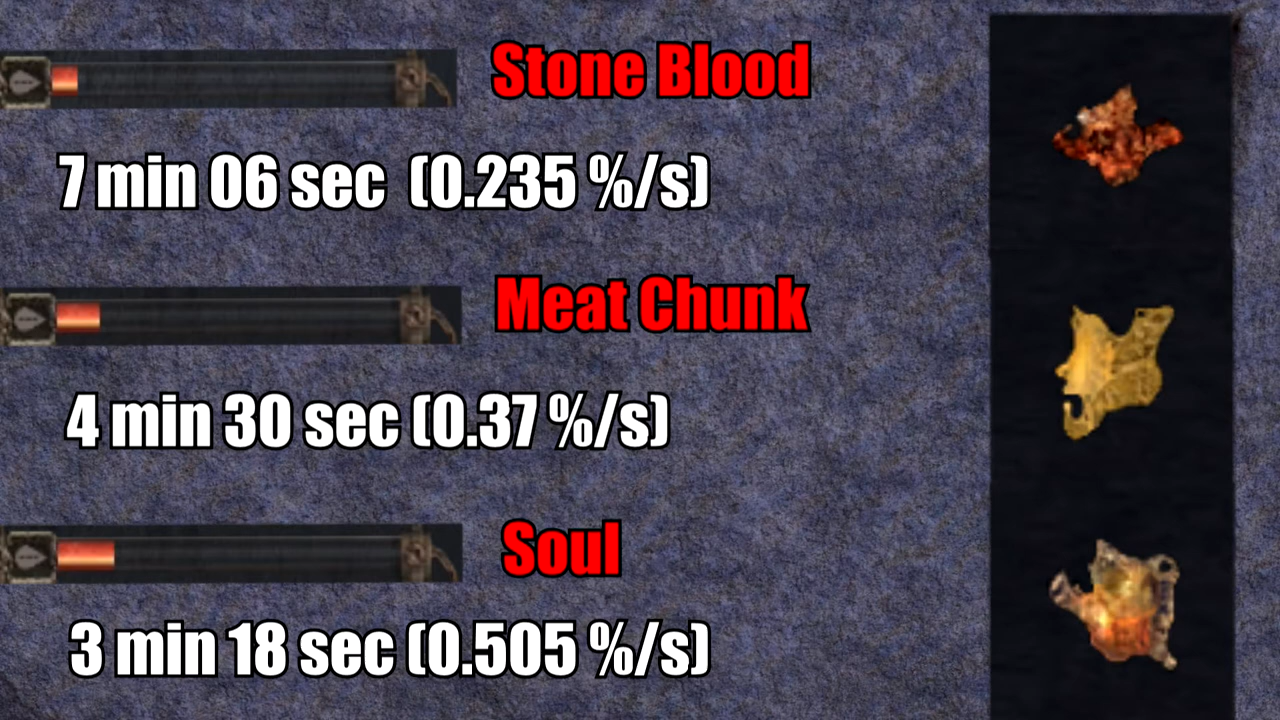 Stone Blood
7 min 06 sec (0.235 %/s)
Meat Chunk
4 min 30 sec (0.37 %/s)
Soul
3 min 18 sec (0.505 %/s)